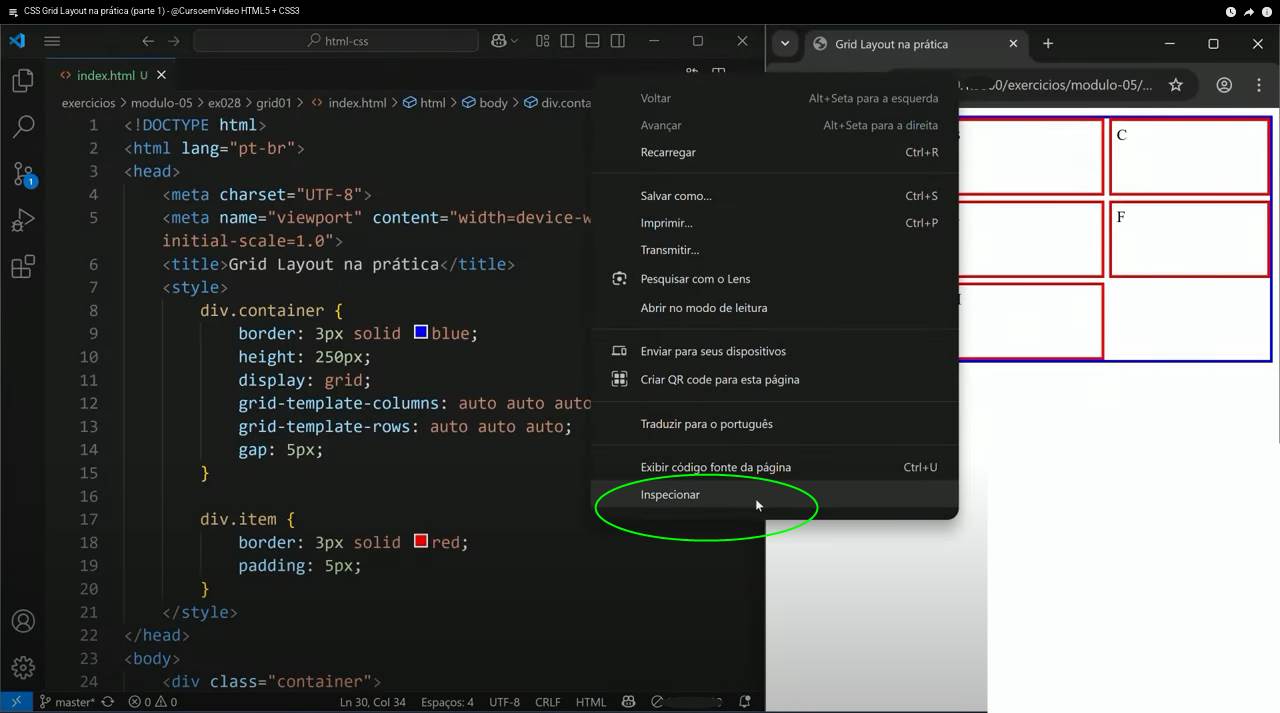 CSS Grid Layout na prática (parte 1) - @CursoemVideo HTML5 + CSS3
html-css
Grid Layout na prática
index.html U
/exercicios/modulo-05/...
exercicios > modulo-05 > ex028 > grid01 > index.html > html > body > div.conta
1 <!DOCTYPE html>
2 <html lang="pt-br">
3 <head>
4 <meta charset="UTF-8">
5 <meta name="viewport" content="width=device-w
initial-scale=1.0">
6 <title>Grid Layout na prática</title>
7 <style>
8 div.container {
9 border: 3px solid blue;
10 height: 250px;
11 display: grid;
12 grid-template-columns: auto auto auto
13 grid-template-rows: auto auto auto;
14 gap: 5px;
15 }
16
17 div.item {
18 border: 3px solid red;
19 padding: 5px;
20 }
21 </style>
22 </head>
23 <body>
24 <div class="container">
1
Voltar Alt+Seta para a esquerda
Avançar Alt+Seta para a direita
Recarregar Ctrl+R
Salvar como... Ctrl+S
Imprimir... Ctrl+P
Transmitir...
Pesquisar com o Lens
Abrir no modo de leitura
Enviar para seus dispositivos
Criar QR code para esta página
Traduzir para o português
Exibir código fonte da página Ctrl+U
Inspecionar
C
F
master* 0 0 Ln 30, Col 34 Espaços: 4 UTF-8 CRLF HTML